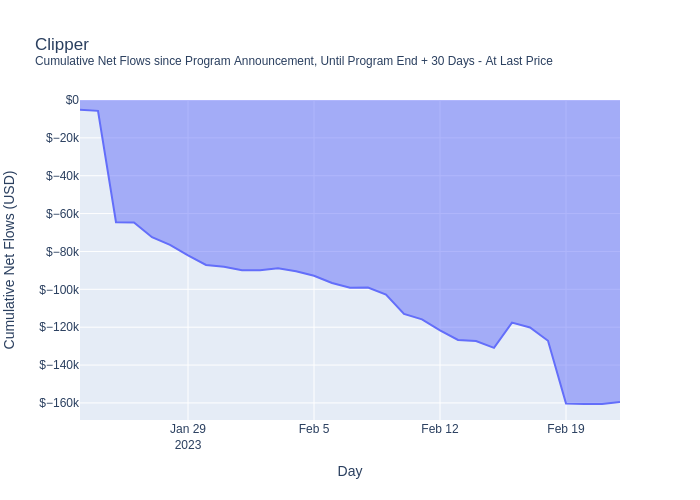 Clipper
Cumulative Net Flows since Program Announcement, Until Program End + 30 Days - At Last Price
$0
$−20k
$−40k
$−60k
$−80k
$−100k
$−120k
$−140k
$−160k
Cumulative Net Flows (USD)
Jan 29
2023
Feb 5
Feb 12
Feb 19
Day